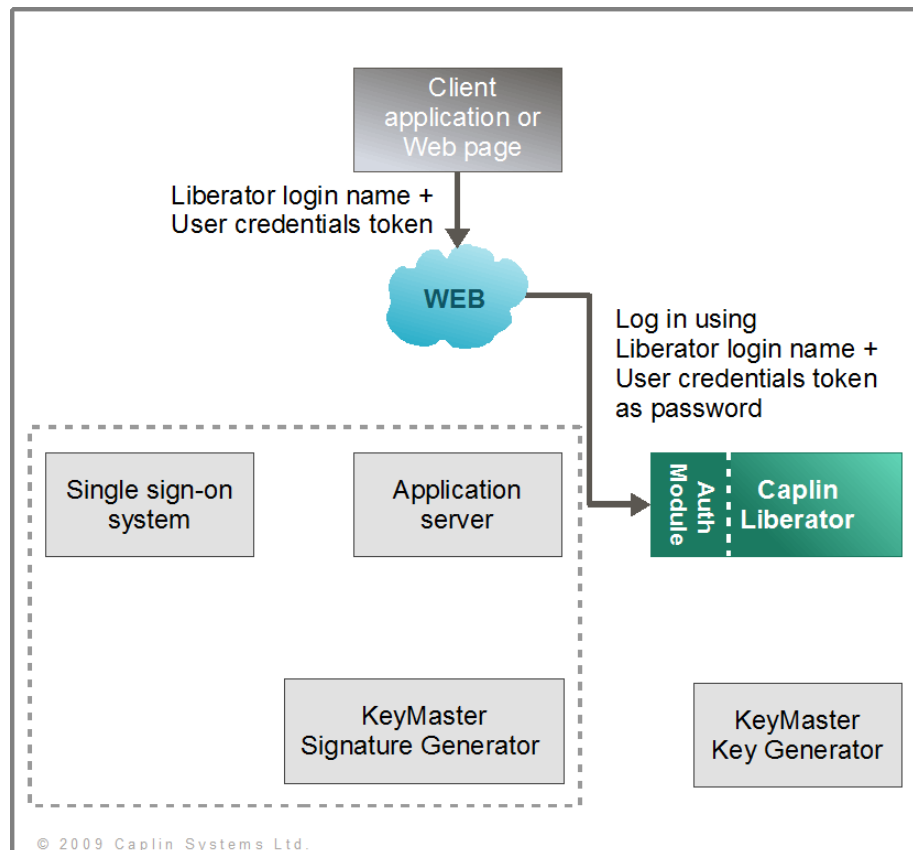 Client
application or
Web page
Liberator login name +
User credentials token
WEB
Log in using
Liberator login name +
User credentials token
as password
Single sign-on
system
Application
server
Auth
Module
Caplin
Liberator
KeyMaster
Signature Generator
KeyMaster
Key Generator
© 2009 Caplin Systems Ltd.